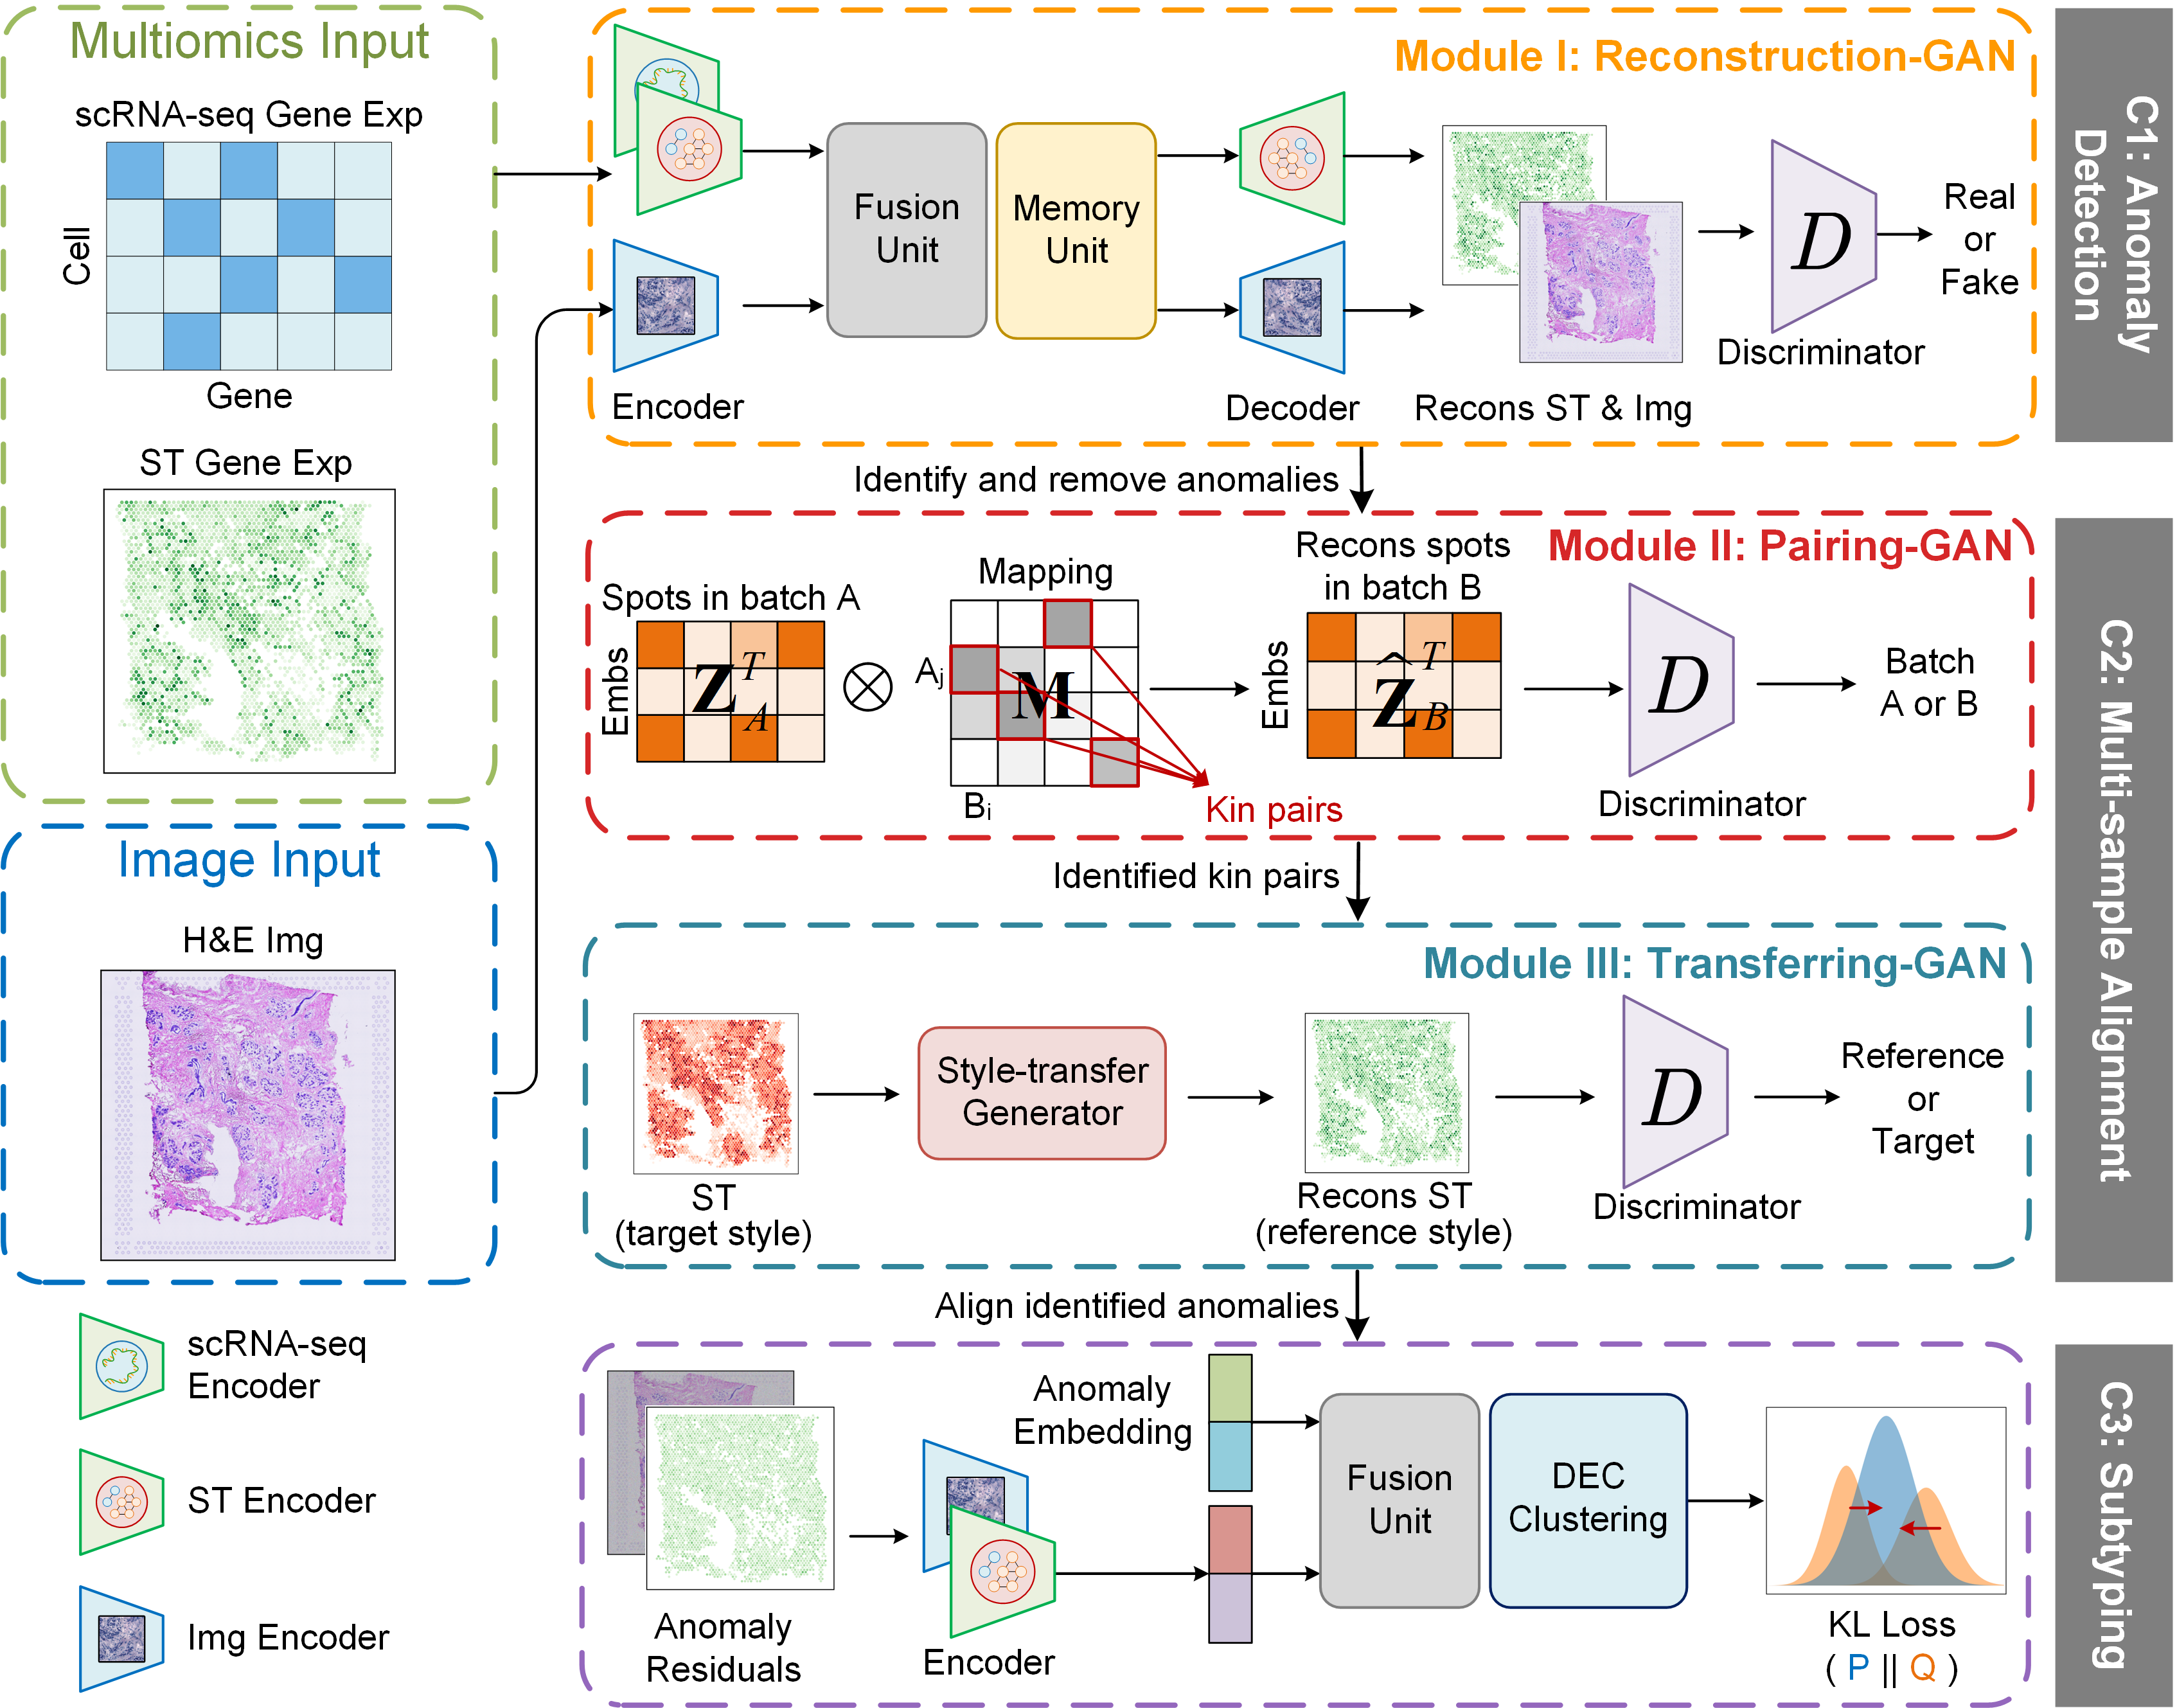 Multiomics Input
scRNA-seq Gene Exp
Cell
Gene
ST Gene Exp
Image Input
H&E Img
scRNA-seq
Encoder
ST Encoder
Img Encoder
Module I: Reconstruction-GAN
Fusion
Unit
Memory
Unit
Encoder
Decoder
Recons ST & Img
D
Discriminator
Real
or
Fake
C1: Anomaly
Detection
Identify and remove anomalies
Module II: Pairing-GAN
Spots in batch A
Embs
Z_A^T
⊗
Mapping
A_j
M
B_i
Kin pairs
Recons spots
in batch B
Embs
Ẑ_B^T
D
Discriminator
Batch
A or B
Identified kin pairs
C2: Multi-sample Alignment
Module III: Transferring-GAN
ST
(target style)
Style-transfer
Generator
Recons ST
(reference style)
D
Discriminator
Reference
or
Target
Align identified anomalies
Anomaly
Residuals
Encoder
Anomaly
Embedding
Fusion
Unit
DEC
Clustering
KL Loss
( P || Q )
C3: Subtyping